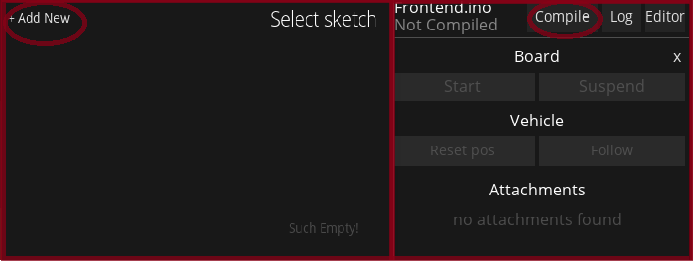 + Add New
Select sketch
Such Empty!
Frontend.ino
Not Compiled
Compile
Log
Editor
Board
x
Start
Suspend
Vehicle
Reset pos
Follow
Attachments
no attachments found